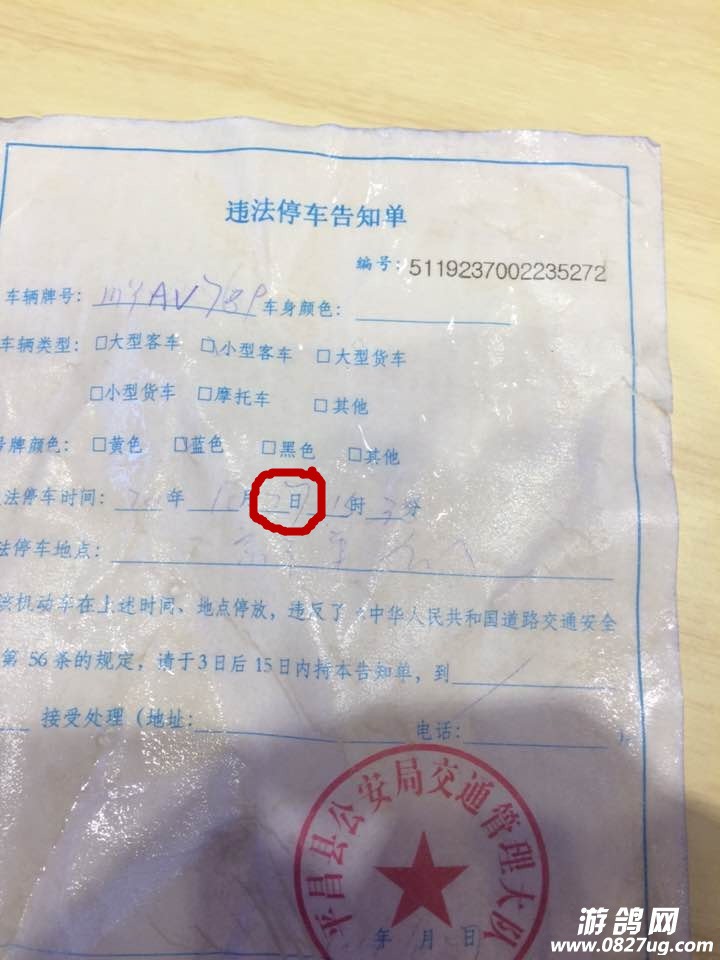 违法停车告知单
编号：5119237002235272
车辆牌号：川YAV789 车身颜色：
车辆类型：□大型客车 □小型客车 □大型货车
□小型货车 □摩托车 □其他
号牌颜色：□黄色 □蓝色 □黑色 □其他
法停车时间： 年 月 日 时 分
法停车地点：
该机动车在上述时间、地点停放，违反了《中华人民共和国道路交通安全
第56条的规定，请于3日后15日内持本告知单，到
接受处理（地址： 电话： ）
平昌县公安局交通管理大队
年 月 日
游鸽网
www.0827ug.com